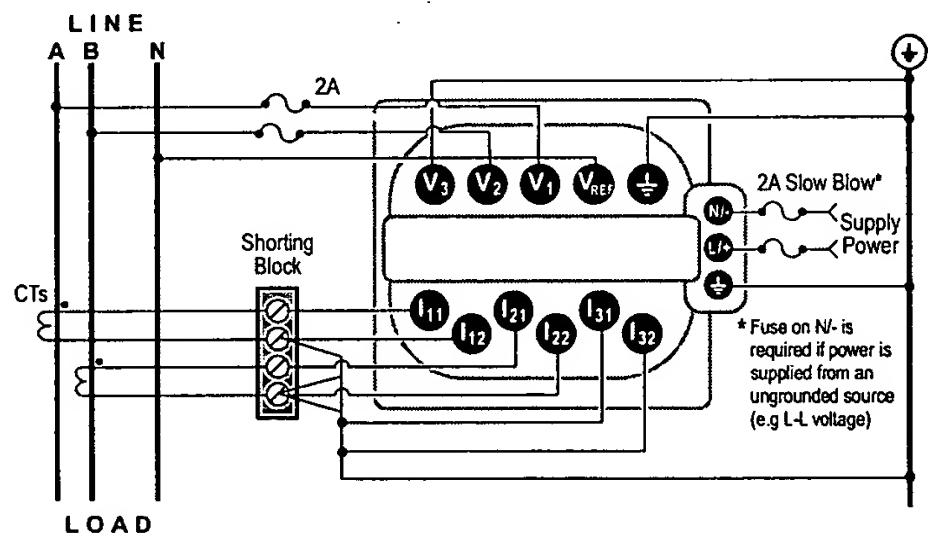 LINE
A B N
2A
V3 V2 V1 VREF
N/-
L/+
2A Slow Blow*
Supply
Power
Shorting
Block
CTs
I11 I12 I21 I22 I31 I32
* Fuse on N/- is
required if power is
supplied from an
ungrounded source
(e.g L-L voltage)
LOAD